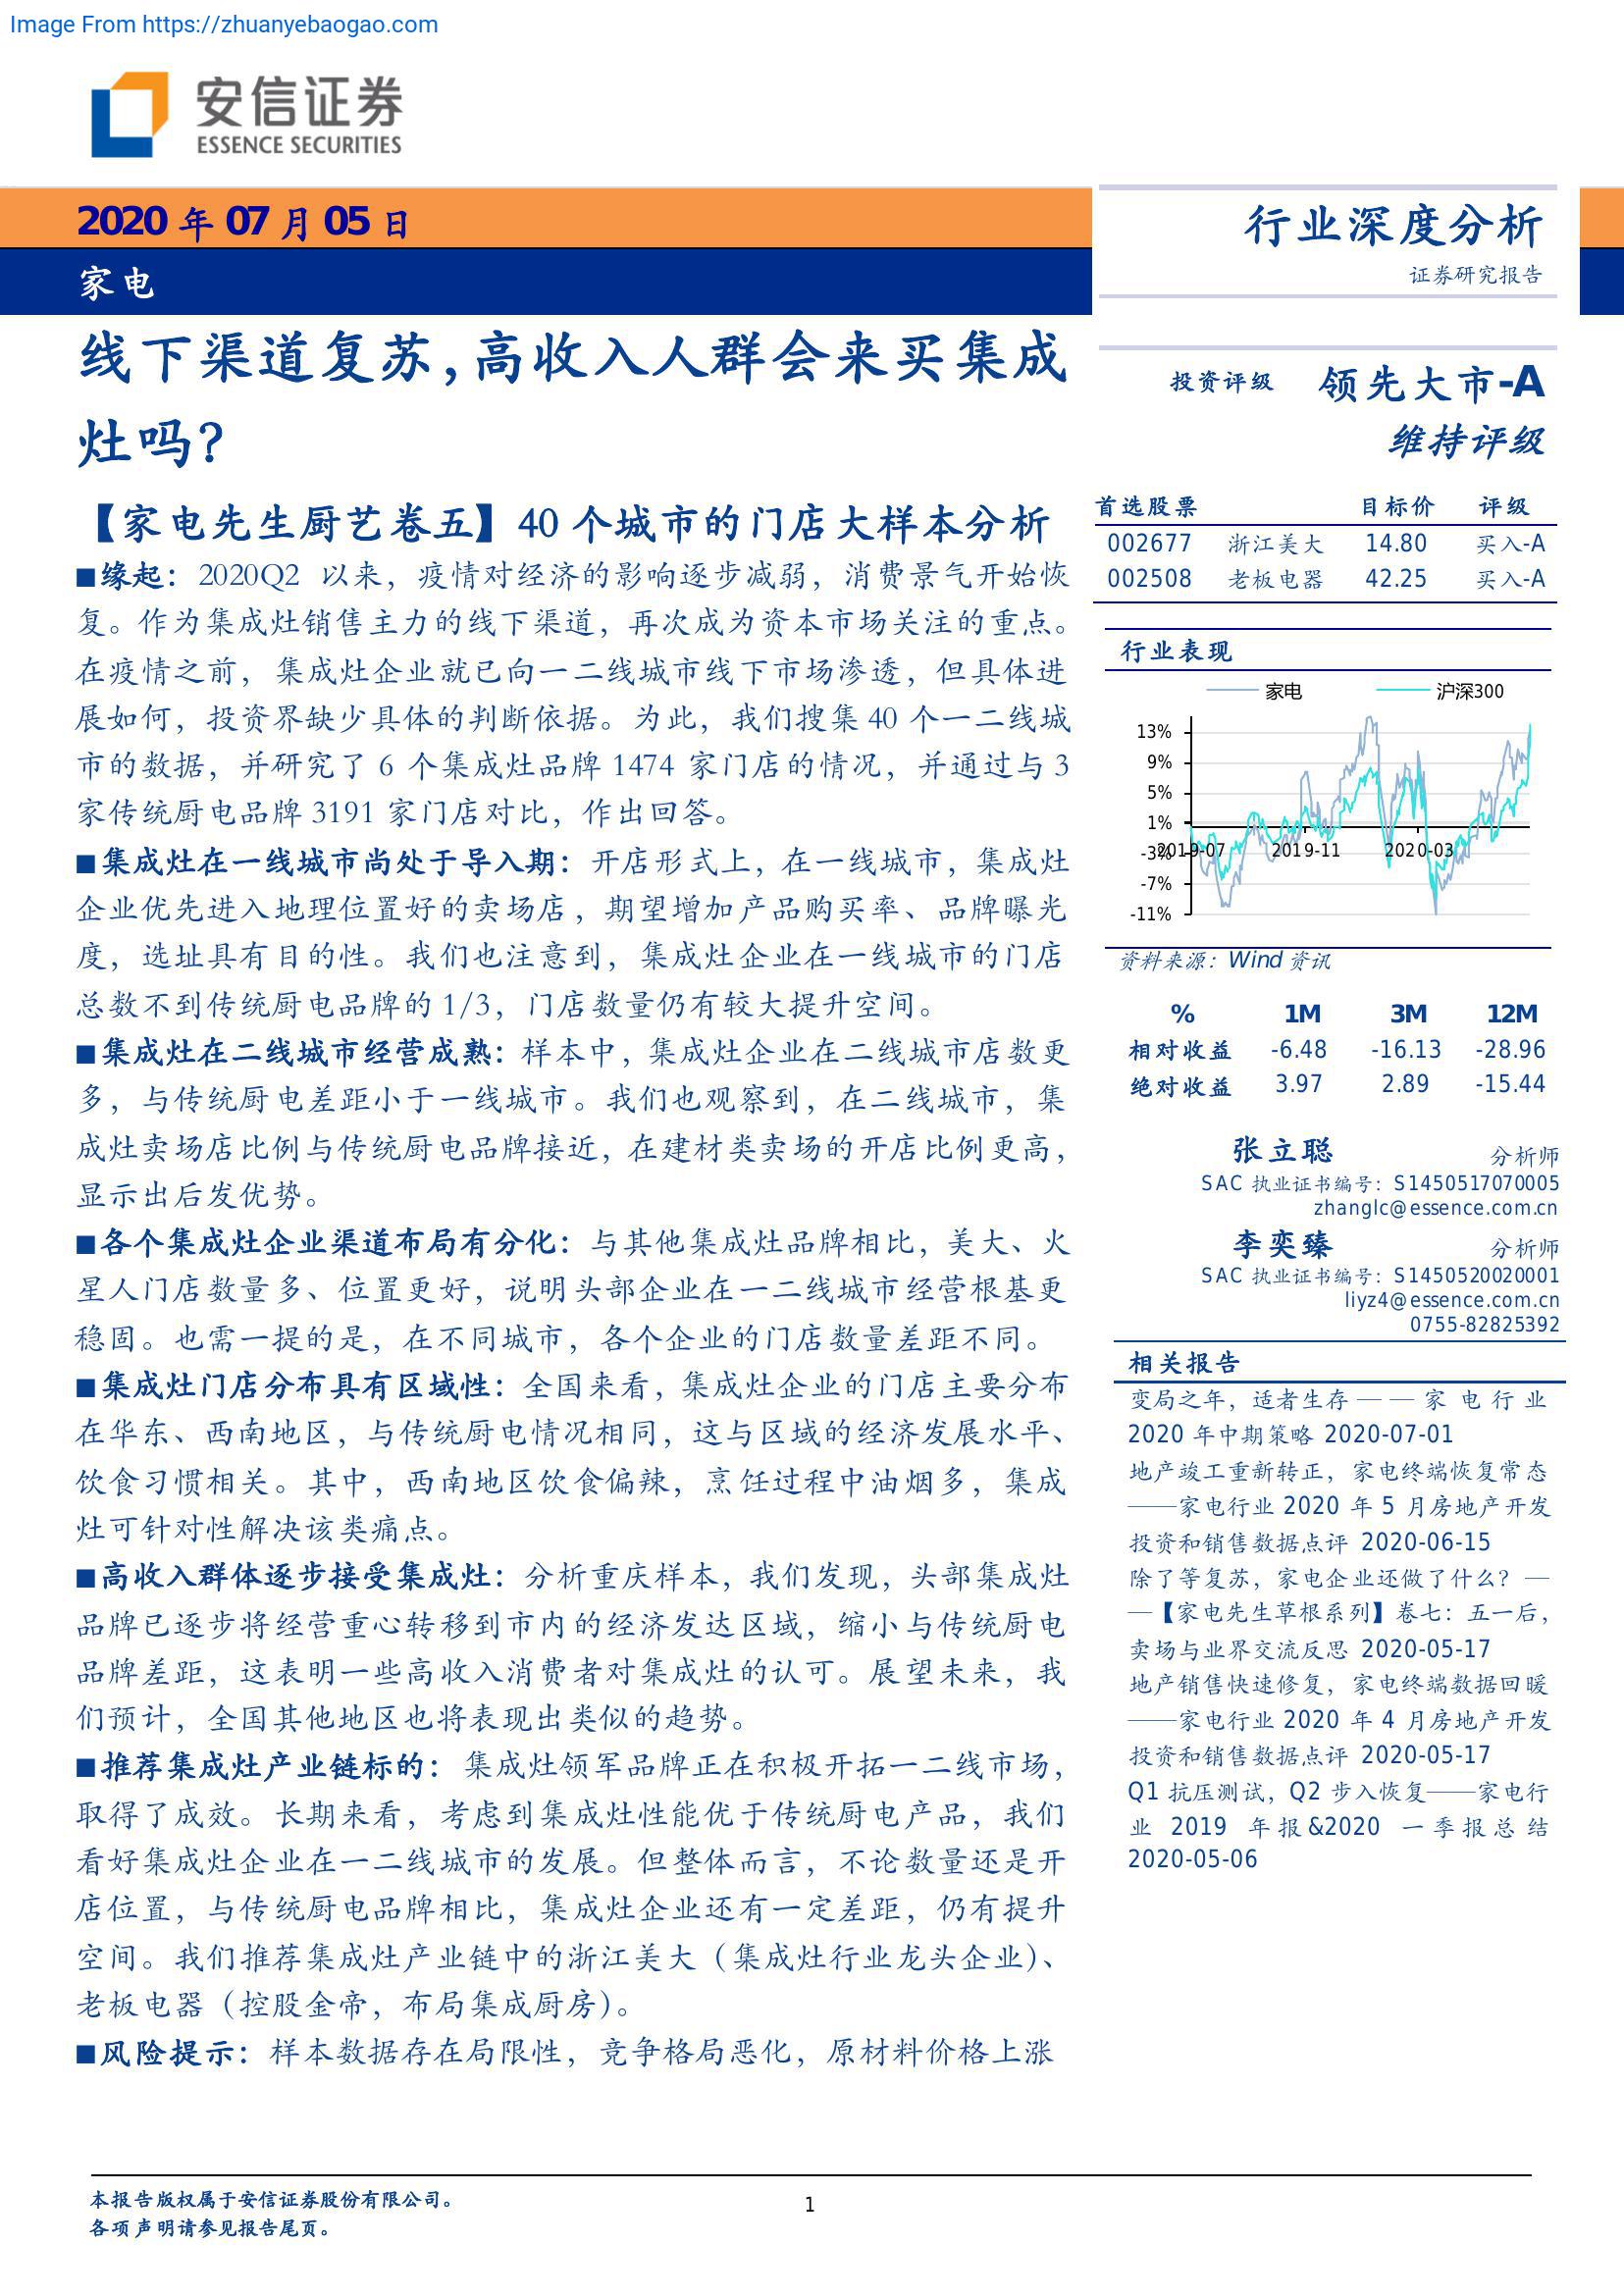 Image From https://zhuanyebaogao.com
安信证券
ESSENCE SECURITIES
2020 年 07 月 05 日
家电
行业深度分析
证券研究报告
线下渠道复苏,高收入人群会来买集成
灶吗?
【家电先生厨艺卷五】40 个城市的门店大样本分析
■缘起：2020Q2 以来，疫情对经济的影响逐步减弱，消费景气开始恢
复。作为集成灶销售主力的线下渠道，再次成为资本市场关注的重点。
在疫情之前，集成灶企业就已向一二线城市线下市场渗透，但具体进
展如何，投资界缺少具体的判断依据。为此，我们搜集 40 个一二线城
市的数据，并研究了 6 个集成灶品牌 1474 家门店的情况，并通过与 3
家传统厨电品牌 3191 家门店对比，作出回答。
■集成灶在一线城市尚处于导入期：开店形式上，在一线城市，集成灶
企业优先进入地理位置好的卖场店，期望增加产品购买率、品牌曝光
度，选址具有目的性。我们也注意到，集成灶企业在一线城市的门店
总数不到传统厨电品牌的 1/3，门店数量仍有较大提升空间。
■集成灶在二线城市经营成熟：样本中，集成灶企业在二线城市店数更
多，与传统厨电差距小于一线城市。我们也观察到，在二线城市，集
成灶卖场店比例与传统厨电品牌接近，在建材类卖场的开店比例更高，
显示出后发优势。
■各个集成灶企业渠道布局有分化：与其他集成灶品牌相比，美大、火
星人门店数量多、位置更好，说明头部企业在一二线城市经营根基更
稳固。也需一提的是，在不同城市，各个企业的门店数量差距不同。
■集成灶门店分布具有区域性：全国来看，集成灶企业的门店主要分布
在华东、西南地区，与传统厨电情况相同，这与区域的经济发展水平、
饮食习惯相关。其中，西南地区饮食偏辣，烹饪过程中油烟多，集成
灶可针对性解决该类痛点。
■高收入群体逐步接受集成灶：分析重庆样本，我们发现，头部集成灶
品牌已逐步将经营重心转移到市内的经济发达区域，缩小与传统厨电
品牌差距，这表明一些高收入消费者对集成灶的认可。展望未来，我
们预计，全国其他地区也将表现出类似的趋势。
■推荐集成灶产业链标的：集成灶领军品牌正在积极开拓一二线市场，
取得了成效。长期来看，考虑到集成灶性能优于传统厨电产品，我们
看好集成灶企业在一二线城市的发展。但整体而言，不论数量还是开
店位置，与传统厨电品牌相比，集成灶企业还有一定差距，仍有提升
空间。我们推荐集成灶产业链中的浙江美大（集成灶行业龙头企业）、
老板电器（控股金帝，布局集成厨房）。
■风险提示：样本数据存在局限性，竞争格局恶化，原材料价格上涨
投资评级 领先大市-A
维持评级
首选股票 目标价 评级
002677 浙江美大 14.80 买入-A
002508 老板电器 42.25 买入-A
行业表现
家电 沪深300
13%
9%
5%
1%
-3%
-7%
-11%
2019-07 2019-11 2020-03
资料来源：Wind 资讯
% 1M 3M 12M
相对收益 -6.48 -16.13 -28.96
绝对收益 3.97 2.89 -15.44
张立聪 分析师
SAC 执业证书编号：S1450517070005
zhanglc@essence.com.cn
李奕臻 分析师
SAC 执业证书编号：S1450520020001
liyz4@essence.com.cn
0755-82825392
相关报告
变局之年，适者生存——家电行业
2020 年中期策略 2020-07-01
地产竣工重新转正，家电终端恢复常态
——家电行业 2020 年 5 月房地产开发
投资和销售数据点评 2020-06-15
除了等复苏，家电企业还做了什么？—
—【家电先生草根系列】卷七：五一后，
卖场与业界交流反思 2020-05-17
地产销售快速修复，家电终端数据回暖
——家电行业 2020 年 4 月房地产开发
投资和销售数据点评 2020-05-17
Q1 抗压测试，Q2 步入恢复——家电行
业 2019 年报&2020 一季报总结
2020-05-06
本报告版权属于安信证券股份有限公司。
各项声明请参见报告尾页。
1